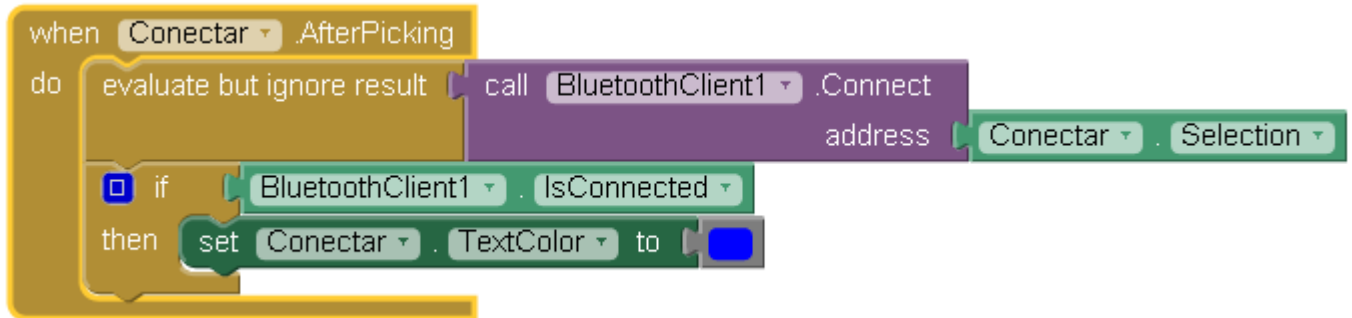 when Conectar .AfterPicking
do evaluate but ignore result call BluetoothClient1 .Connect
address Conectar . Selection
if BluetoothClient1 . IsConnected
then set Conectar . TextColor to